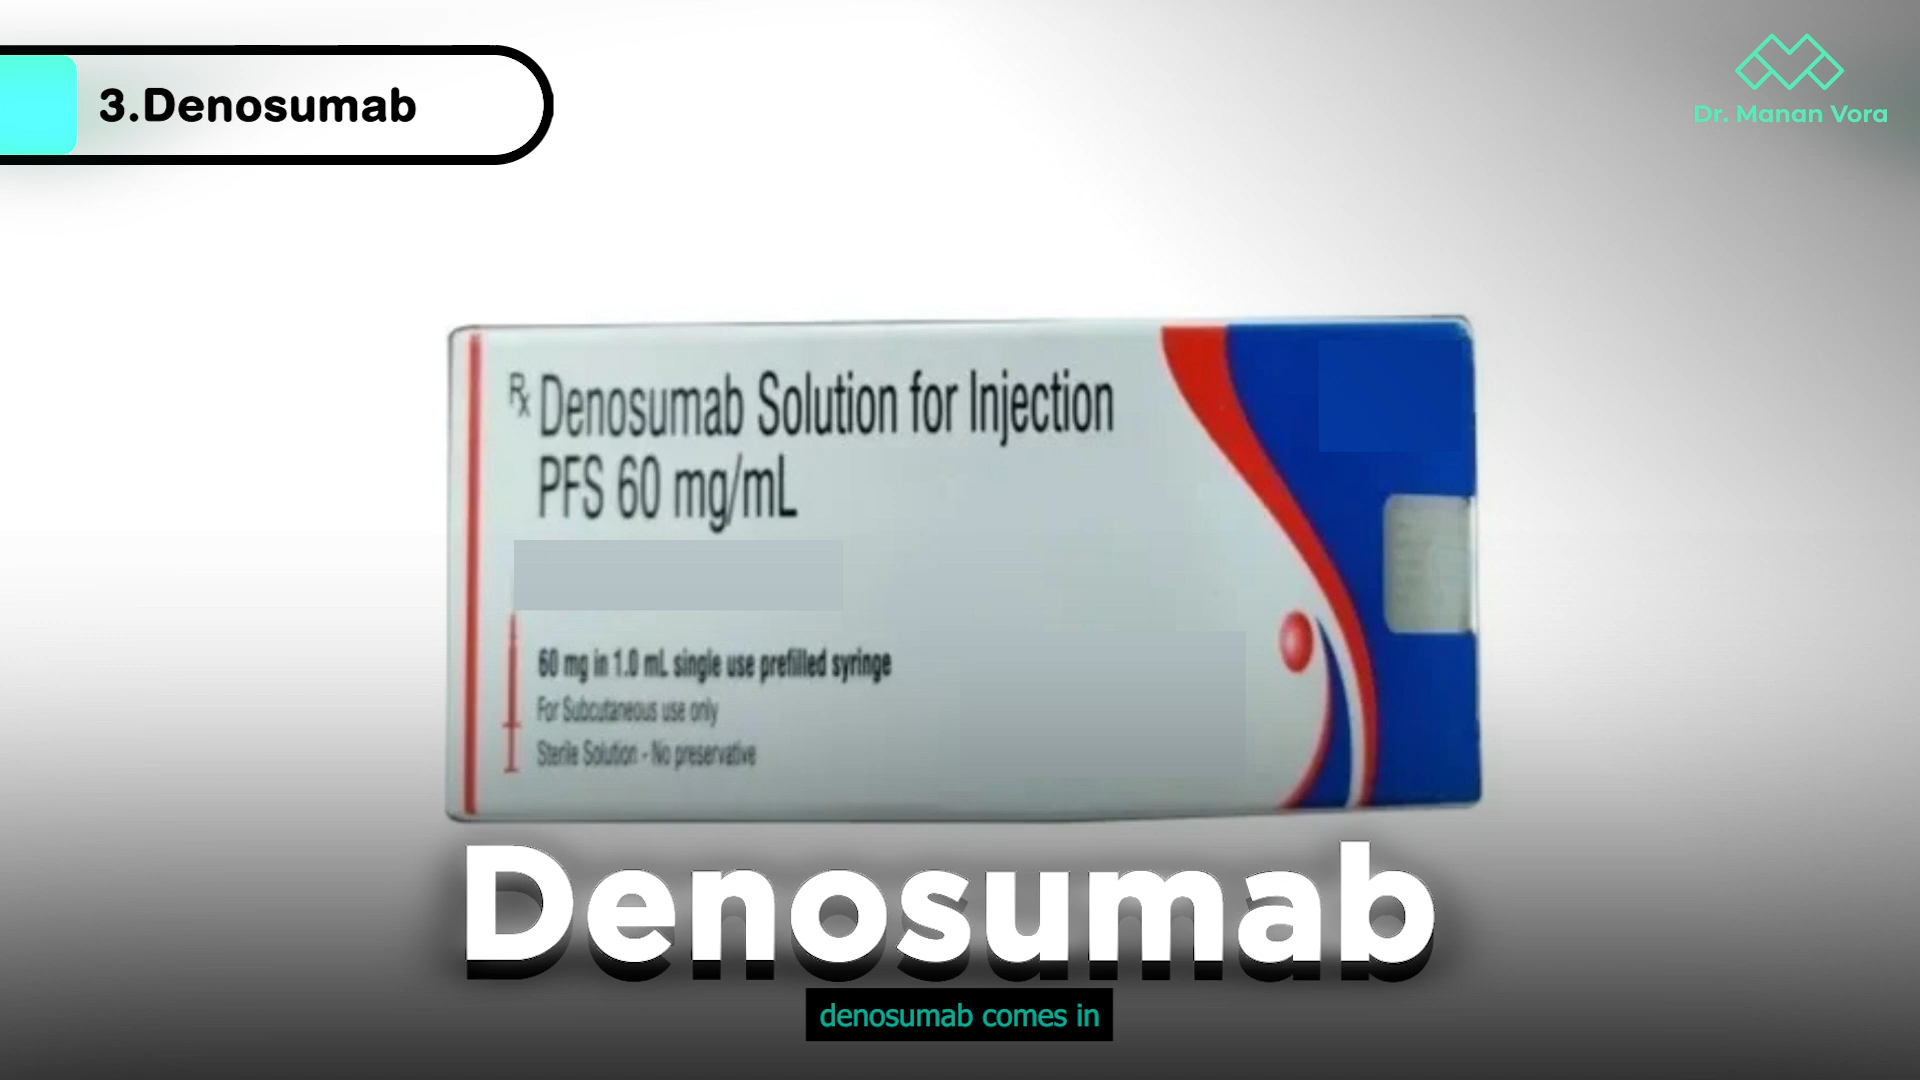 3.Denosumab
Dr. Manan Vora
Rx Denosumab Solution for Injection
PFS 60 mg/mL
60 mg in 1.0 mL single use prefilled syringe
For Subcutaneous use only
Sterile Solution - No preservative
Denosumab
denosumab comes in